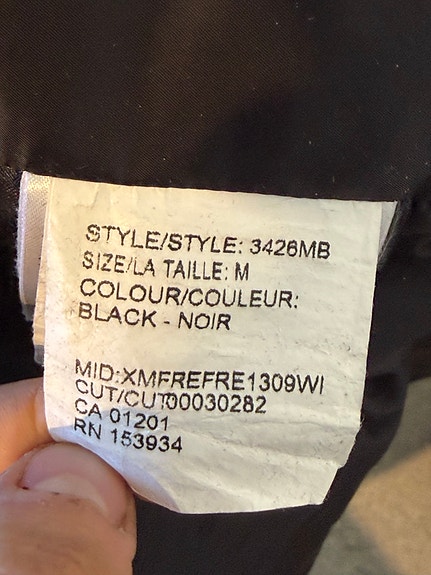 STYLE/STYLE: 3426MB
SIZE/LA TAILLE: M
COLOUR/COULEUR:
BLACK - NOIR
MID:XMFREFRE1309WI
CUT/CUT00030282
CA 01201
RN 153934